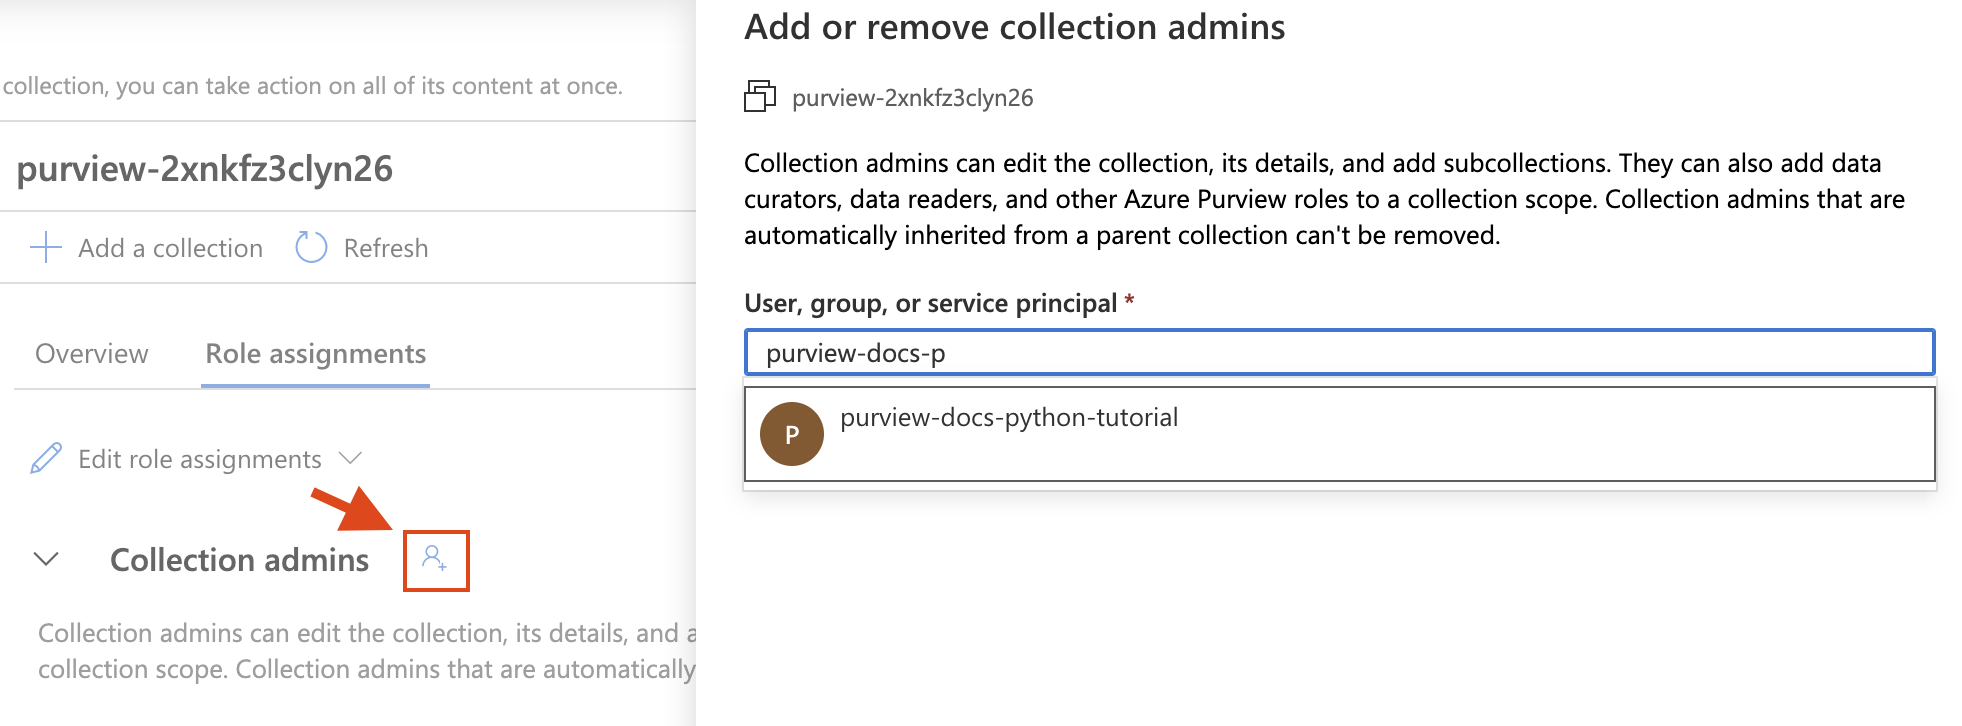 collection, you can take action on all of its content at once.
purview-2xnkfz3clyn26
Add a collection
Refresh
Overview
Role assignments
Edit role assignments
Collection admins
Collection admins can edit the collection, its details, and a
collection scope. Collection admins that are automatically
Add or remove collection admins
purview-2xnkfz3clyn26
Collection admins can edit the collection, its details, and add subcollections. They can also add data
curators, data readers, and other Azure Purview roles to a collection scope. Collection admins that are
automatically inherited from a parent collection can't be removed.
User, group, or service principal *
purview-docs-p
P
purview-docs-python-tutorial